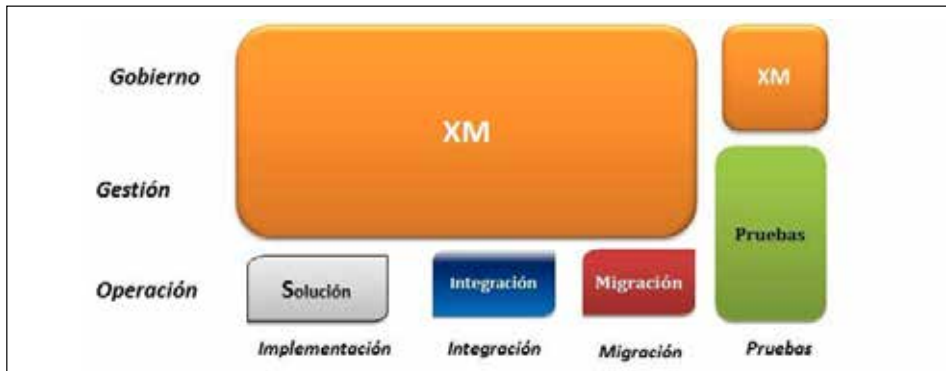 Gobierno
XM
XM
Gestión
Pruebas
Operación
Solución
Integración
Migración
Implementación
Integración
Migración
Pruebas